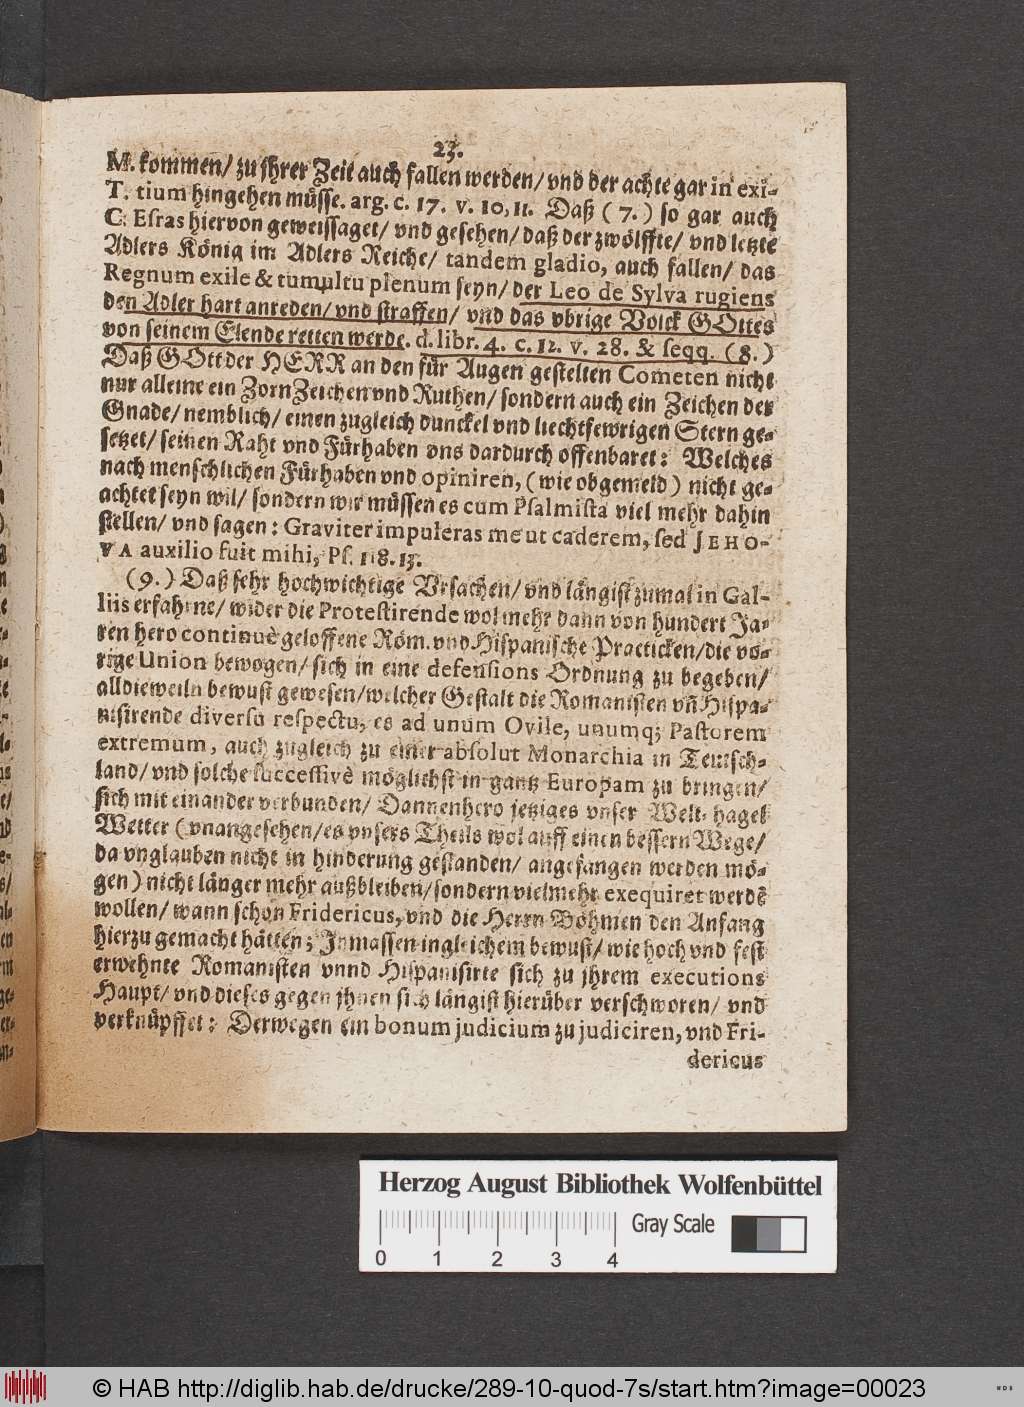 23.
M. kommen/ zu jhrer Zeit auch fallen werden/ vnd der achte gar in exi-
T. tium hingehen müsse. arg. c. 17. v. 10, 11. Daß (7.) so gar auch
C. Esras hiervon geweissaget/ vnd gesehen/ daß der zwölffte/ vnd letzte
Adlers König im Adlers Reiche/ tandem gladio, auch fallen/ das
Regnum exile & tumultu plenum seyn/ der Leo de Sylva rugiens
den Adler hart anreden/ vnd straffen/ vnd das vbrige Volck GOttes
von seinem Elende retten werde. d. libr. 4. c. 12. v. 28. & seqq. (8.)
Daß GOtt der HERR an den für Augen gestelten Cometen nicht
nur alleine ein ZornZeichen vnd Ruthen/ sondern auch ein Zeichen der
Gnade/ nemblich/ einen zugleich dunckel vnd liechtfewrigen Stern ge-
setzet/ seinen Raht vnd Fürhaben vns dardurch offenbaret: Welches
nach menschlichen Fürhaben vnd opiniren, (wie obgemeld) nicht ge-
achtet seyn wil/ sondern wir müssen es cum Psalmista viel mehr dahin
stellen/ vnd sagen: Graviter impuleras me ut caderem, sed JEHO-
VA auxilio fuit mihi, Ps. 118. 13.
(9.) Daß sehr hochwichtige Vrsachen/ vnd längist zumal in Gal-
liis erfahrne/ wider die Protestirende wol mehr dann von hundert Ja-
ren hero continuè geloffene Röm. vnd Hispanische Practicken/ die vo-
rige Union bewogen/ sich in eine defensions Ordnung zu begeben/
alldieweiln bewust gewesen/ welcher Gestalt die Romanisten vñ Hispa-
nisirende diversû respectu, es ad unum Ovile, unumq; Pastorem
extremum, auch zugleich zu einer absolut Monarchia in Teutsch-
land/ vnd solche successivè möglichst in gantz Europam zu bringen/
sich mit einander verbunden/ Dannenhero jetziges vnser Welt-hagel
Wetter (vnangesehen/ es vnsers Theils wol auff einen bessern Wege/
da vnglauben nicht in hinderung gestanden/ angefangen werden mö-
gen) nicht länger mehr außbleiben/ sondern vielmehr exequiret werdẽ
wollen/ wann schon Fridericus, vnd die Herrn Böhmen den Anfang
hierzu gemacht hätten; Inmassen ingleichem bewust/ wie hoch vnd fest
erwehnte Romanisten vnnd Hispanisirte sich zu jhrem executions
Haupt/ vnd dieses gegen jhnen sich längist hierüber verschworen/ vnd
verknüpffet: Derwegen ein bonum judicium zu judiciren, vnd Fri-
dericus
Herzog August Bibliothek Wolfenbüttel
Gray Scale
0 1 2 3 4
© HAB http://diglib.hab.de/drucke/289-10-quod-7s/start.htm?image=00023